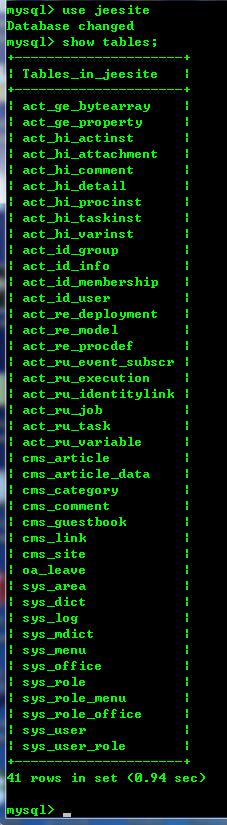 mysql> use jeesite
Database changed
mysql> show tables;
+----------------------+
| Tables_in_jeesite    |
+----------------------+
| act_ge_bytearray     |
| act_ge_property      |
| act_hi_actinst       |
| act_hi_attachment    |
| act_hi_comment       |
| act_hi_detail        |
| act_hi_procinst      |
| act_hi_taskinst      |
| act_hi_varinst       |
| act_id_group         |
| act_id_info          |
| act_id_membership    |
| act_id_user          |
| act_re_deployment    |
| act_re_model         |
| act_re_procdef       |
| act_ru_event_subscr  |
| act_ru_execution     |
| act_ru_identitylink  |
| act_ru_job           |
| act_ru_task          |
| act_ru_variable      |
| cms_article          |
| cms_article_data     |
| cms_category         |
| cms_comment          |
| cms_guestbook        |
| cms_link             |
| cms_site             |
| oa_leave             |
| sys_area             |
| sys_dict             |
| sys_log              |
| sys_mdict            |
| sys_menu             |
| sys_office           |
| sys_role             |
| sys_role_menu        |
| sys_role_office      |
| sys_user             |
| sys_user_role        |
+----------------------+
41 rows in set (0.94 sec)
mysql> _